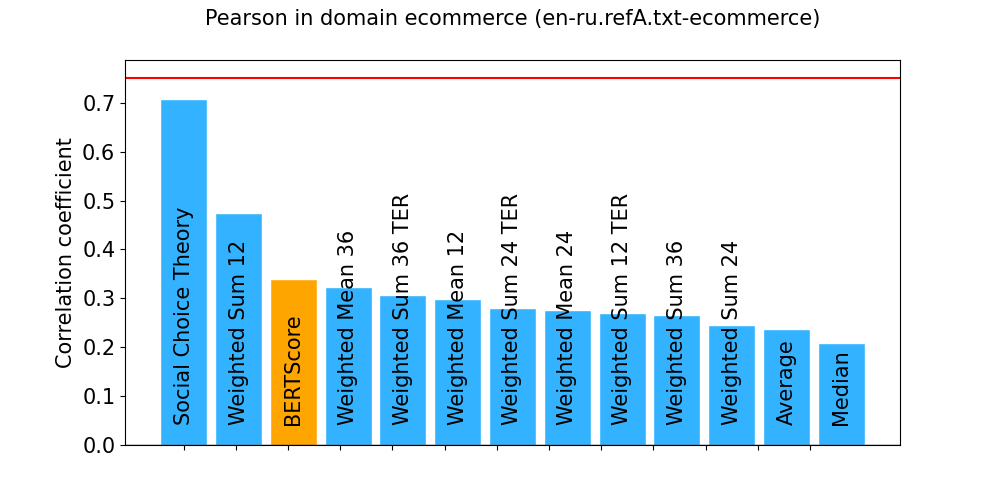 Pearson in domain ecommerce (en-ru.refA.txt-ecommerce)
Correlation coefficient
0.7
0.6
0.5
0.4
0.3
0.2
0.1
0.0
Social Choice Theory
Weighted Sum 12
BERTScore
Weighted Mean 36
Weighted Sum 36 TER
Weighted Mean 12
Weighted Sum 24 TER
Weighted Mean 24
Weighted Sum 12 TER
Weighted Sum 36
Weighted Sum 24
Average
Median